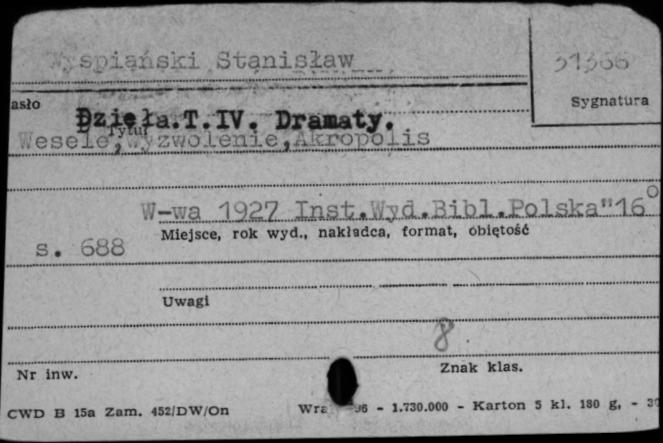 Wyspiański Stanisław 31366
asło Sygnatura
Dzieła.T.IV. Dramaty.
Tytuł
Wesele,Wyzwolenie,Akropolis
W-wa 1927 Inst.Wyd.Bibl.Polska"16°
Miejsce, rok wyd., nakładca, format, objętość
s. 688
Uwagi
8
Nr inw. Znak klas.
CWD B 15a Zam. 452/DW/On - 1.730.000 - Karton 5 kl. 180 g, -